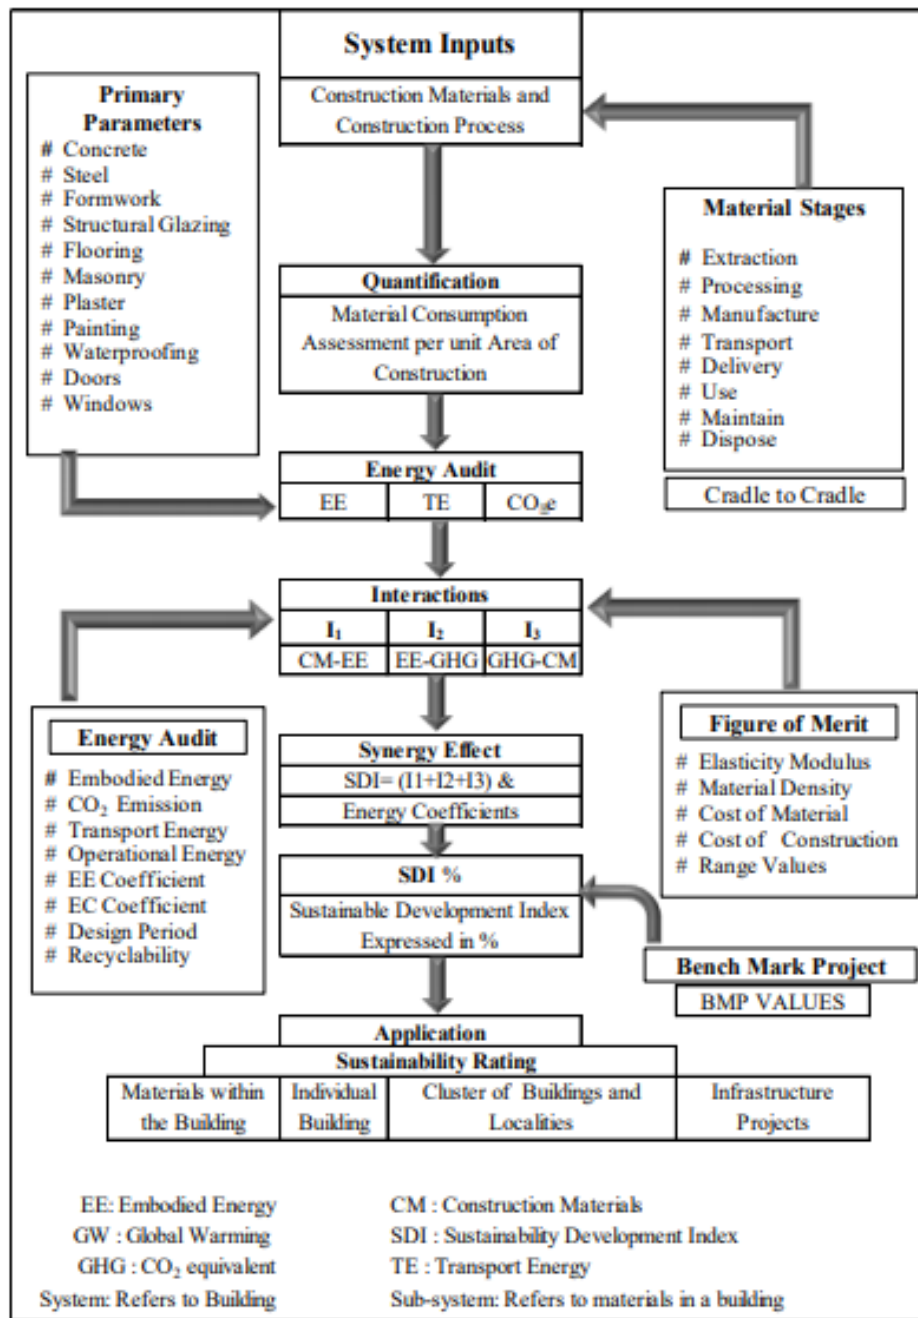 System Inputs
Construction Materials and
Construction Process
Primary
Parameters
# Concrete
# Steel
# Formwork
# Structural Glazing
# Flooring
# Masonry
# Plaster
# Painting
# Waterproofing
# Doors
# Windows
Material Stages
# Extraction
# Processing
# Manufacture
# Transport
# Delivery
# Use
# Maintain
# Dispose
Cradle to Cradle
Quantification
Material Consumption
Assessment per unit Area of
Construction
Energy Audit
EE TE CO₂e
Interactions
I₁ I₂ I₃
CM-EE EE-GHG GHG-CM
Energy Audit
# Embodied Energy
# CO₂ Emission
# Transport Energy
# Operational Energy
# EE Coefficient
# EC Coefficient
# Design Period
# Recyclability
Figure of Merit
# Elasticity Modulus
# Material Density
# Cost of Material
# Cost of Construction
# Range Values
Synergy Effect
SDI= (I1+I2+I3) &
Energy Coefficients
SDI %
Sustainable Development Index
Expressed in %
Bench Mark Project
BMP VALUES
Application
Sustainability Rating
Materials within
the Building
Individual
Building
Cluster of Buildings and
Localities
Infrastructure
Projects
EE: Embodied Energy
GW : Global Warming
GHG : CO₂ equivalent
System: Refers to Building
CM : Construction Materials
SDI : Sustainability Development Index
TE : Transport Energy
Sub-system: Refers to materials in a building